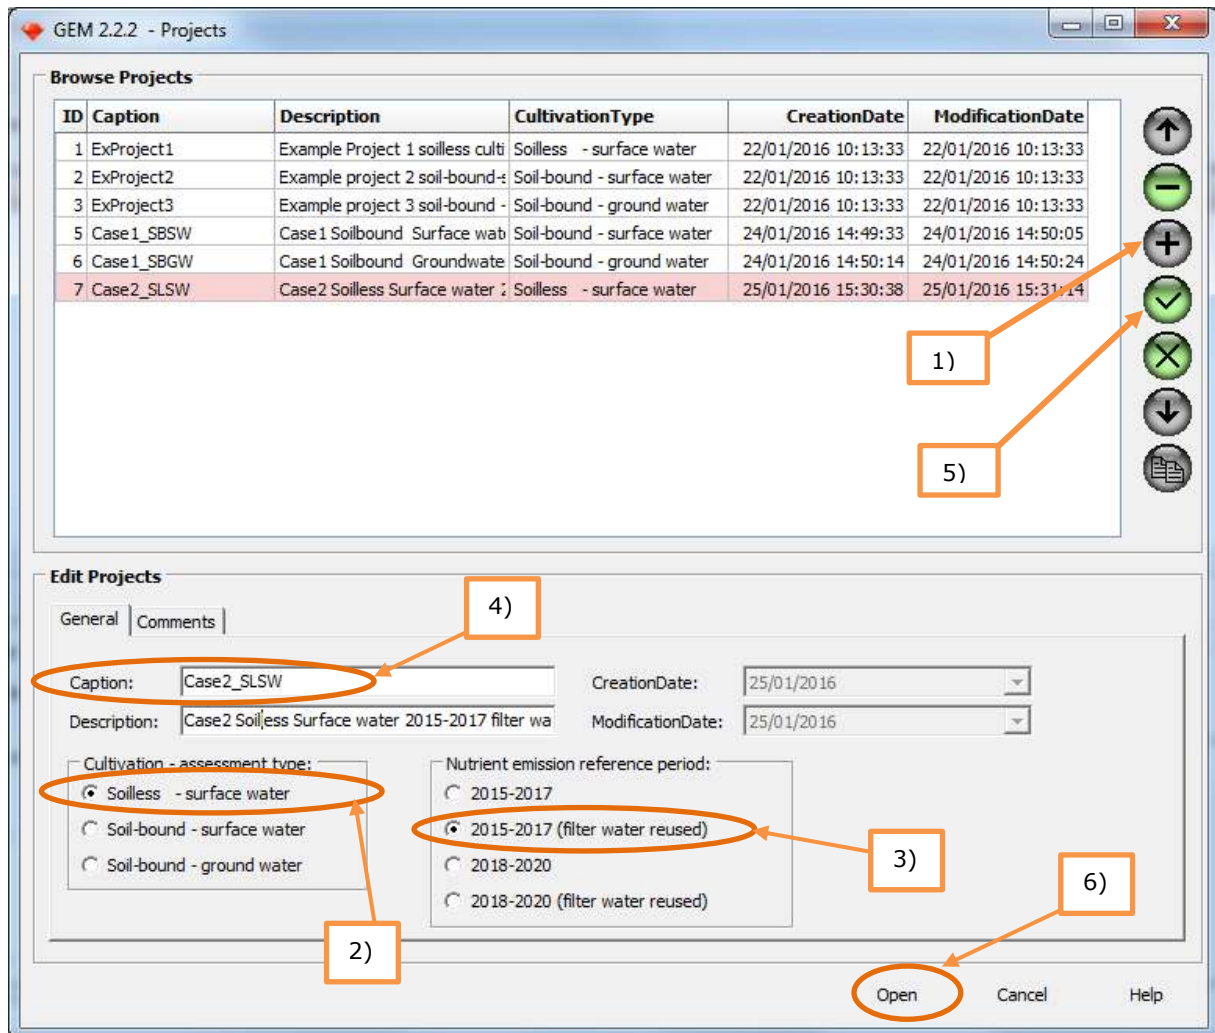 GEM 2.2.2 - Projects
Browse Projects
ID Caption Description CultivationType CreationDate ModificationDate
1 ExProject1 Example Project 1 soilless culti Soilless - surface water 22/01/2016 10:13:33 22/01/2016 10:13:33
2 ExProject2 Example project 2 soil-bound-s Soil-bound - surface water 22/01/2016 10:13:33 22/01/2016 10:13:33
3 ExProject3 Example project 3 soil-bound - Soil-bound - ground water 22/01/2016 10:13:33 22/01/2016 10:13:33
5 Case1_SBSW Case1 Soilbound Surface wate Soil-bound - surface water 24/01/2016 14:49:33 24/01/2016 14:50:05
6 Case1_SBGW Case1 Soilbound Groundwate Soil-bound - ground water 24/01/2016 14:50:14 24/01/2016 14:50:24
7 Case2_SLSW Case2 Soilless Surface water 2 Soilless - surface water 25/01/2016 15:30:38 25/01/2016 15:31:14
1)
5)
Edit Projects
4)
General Comments
Caption: Case2_SLSW CreationDate: 25/01/2016
Description: Case2 Soilless Surface water 2015-2017 filter wa ModificationDate: 25/01/2016
Cultivation - assessment type: Nutrient emission reference period:
Soilless - surface water 2015-2017
Soil-bound - surface water 2015-2017 (filter water reused)
3)
Soil-bound - ground water 2018-2020
6)
2018-2020 (filter water reused)
2)
Open Cancel Help